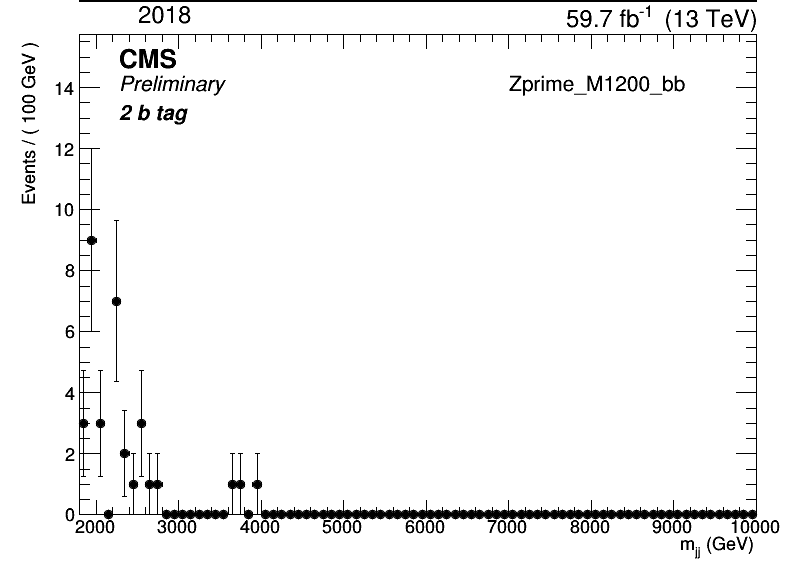 2018 59.7 fb⁻¹ (13 TeV)
CMS
Preliminary Zprime_M1200_bb
2 b tag
Events / ( 100 GeV )
14
12
10
8
6
4
2
0
2000 3000 4000 5000 6000 7000 8000 9000 10000
m_jj (GeV)